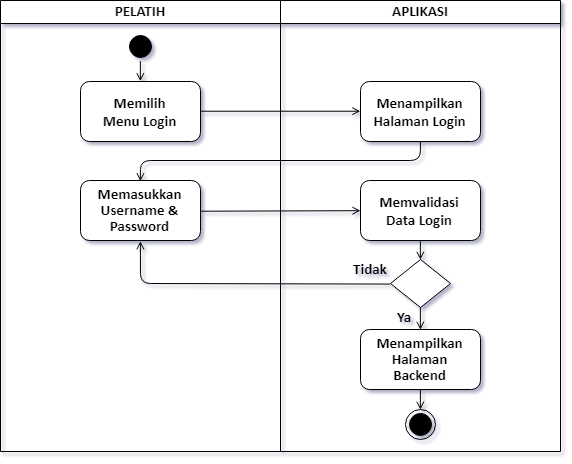 PELATIH
APLIKASI
Memilih
Menu Login
Menampilkan
Halaman Login
Memasukkan
Username &
Password
Memvalidasi
Data Login
Tidak
Ya
Menampilkan
Halaman
Backend